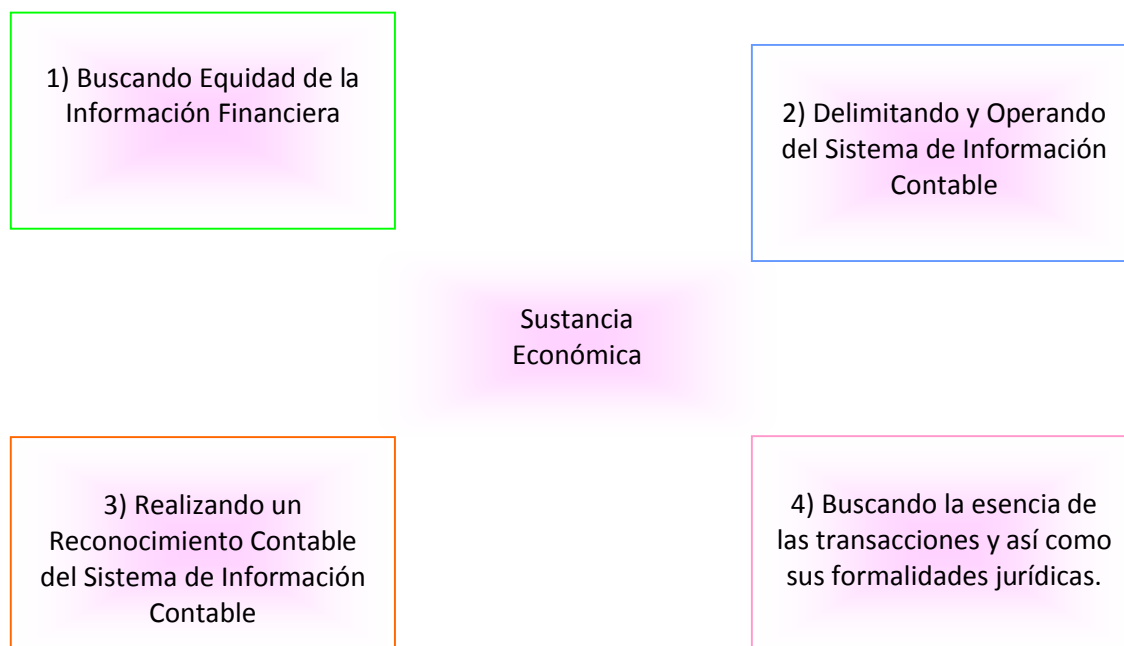 1) Buscando Equidad de la
Información Financiera
2) Delimitando y Operando
del Sistema de Información
Contable
Sustancia
Económica
3) Realizando un
Reconocimiento Contable
del Sistema de Información
Contable
4) Buscando la esencia de
las transacciones y así como
sus formalidades jurídicas.